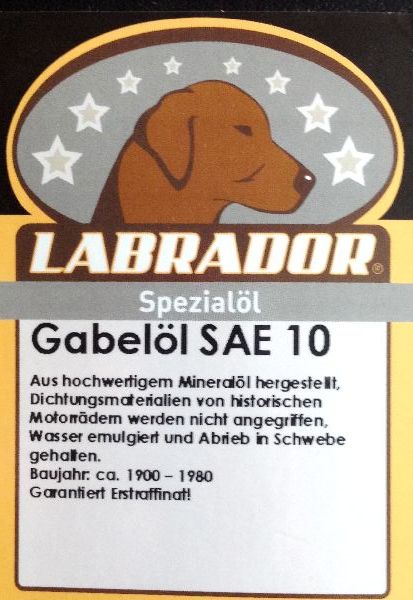 LABRADOR®
Spezialöl
Gabelöl SAE 10
Aus hochwertigem Mineralöl hergestellt,
Dichtungsmaterialien von historischen
Motorrädern werden nicht angegriffen,
Wasser emulgiert und Abrieb in Schwebe
gehalten.
Baujahr: ca. 1900 – 1980
Garantiert Erstraffinat!